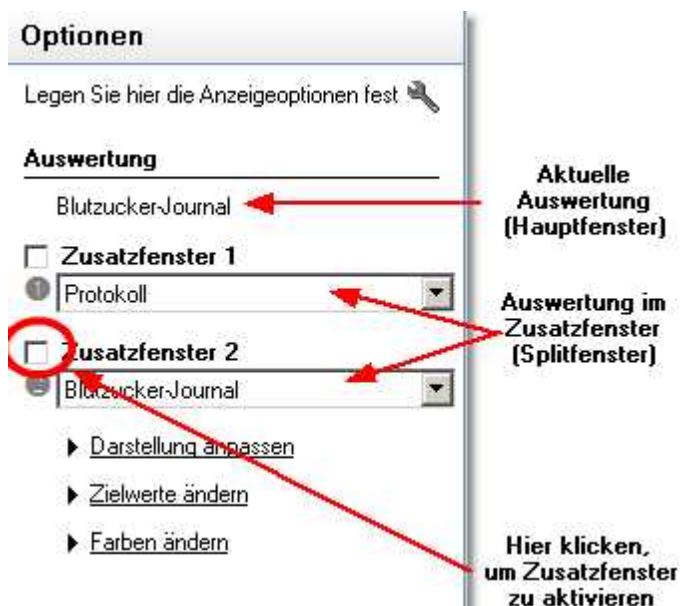 Optionen
Legen Sie hier die Anzeigeoptionen fest
Auswertung
Blutzucker-Journal
Zusatzfenster 1
Protokoll
Zusatzfenster 2
Blutzucker-Journal
Darstellung anpassen
Zielwerte ändern
Farben ändern
Aktuelle
Auswertung
(Hauptfenster)
Auswertung im
Zusatzfenster
(Splitfenster)
Hier klicken,
um Zusatzfenster
zu aktivieren